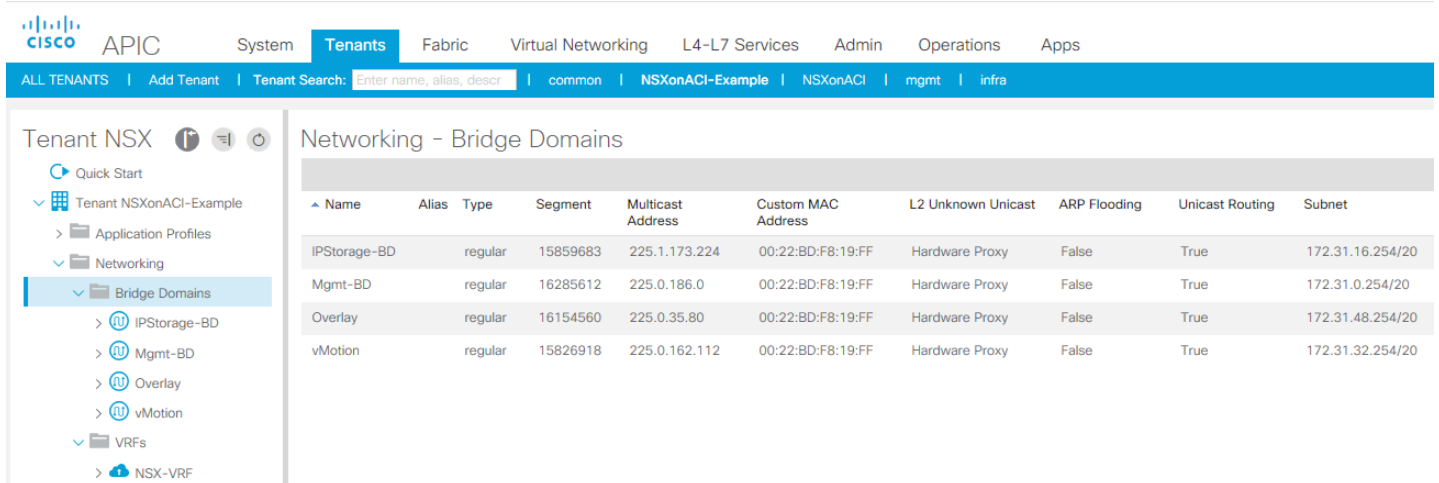 CISCO APIC System Tenants Fabric Virtual Networking L4-L7 Services Admin Operations Apps
ALL TENANTS | Add Tenant | Tenant Search: Enter name, alias, descr | common | NSXonACI-Example | NSXonACI | mgmt | infra
Tenant NSX
Quick Start
Tenant NSXonACI-Example
Application Profiles
Networking
Bridge Domains
IPStorage-BD
Mgmt-BD
Overlay
vMotion
VRFs
NSX-VRF
Networking - Bridge Domains
Name Alias Type Segment Multicast Address Custom MAC Address L2 Unknown Unicast ARP Flooding Unicast Routing Subnet
IPStorage-BD regular 15859683 225.1.173.224 00:22:BD:F8:19:FF Hardware Proxy False True 172.31.16.254/20
Mgmt-BD regular 16285612 225.0.186.0 00:22:BD:F8:19:FF Hardware Proxy False True 172.31.0.254/20
Overlay regular 16154560 225.0.35.80 00:22:BD:F8:19:FF Hardware Proxy False True 172.31.48.254/20
vMotion regular 15826918 225.0.162.112 00:22:BD:F8:19:FF Hardware Proxy False True 172.31.32.254/20